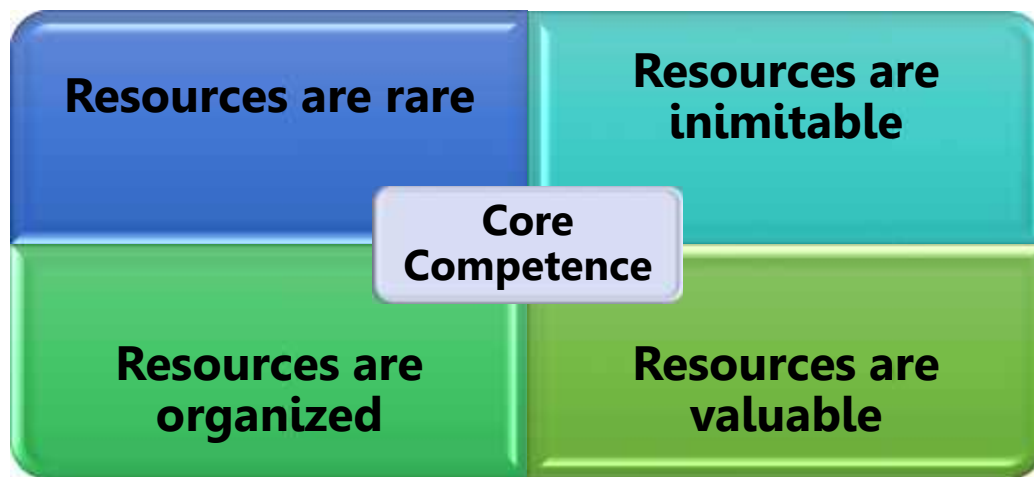 Resources are rare
Resources are
inimitable
Core
Competence
Resources are
organized
Resources are
valuable